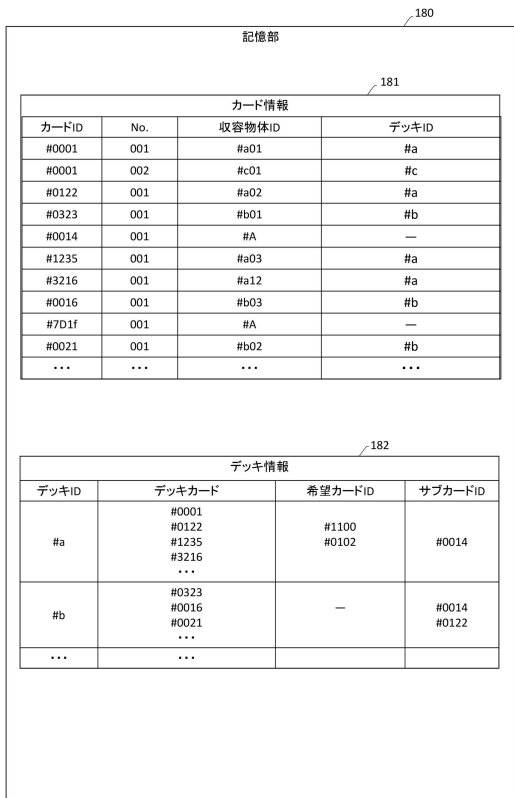 180
記憶部
181
カード情報
カードID No. 収容物体ID デッキID
#0001 001 #a01 #a
#0001 002 #c01 #c
#0122 001 #a02 #a
#0323 001 #b01 #b
#0014 001 #A —
#1235 001 #a03 #a
#3216 001 #a12 #a
#0016 001 #b03 #b
#7D1f 001 #A —
#0021 001 #b02 #b
・・・ ・・・ ・・・ ・・・
182
デッキ情報
デッキID デッキカード 希望カードID サブカードID
#a
#0001
#0122
#1235
#3216
・・・
#1100
#0102
#0014
#b
#0323
#0016
#0021
・・・
—
#0014
#0122
・・・ ・・・